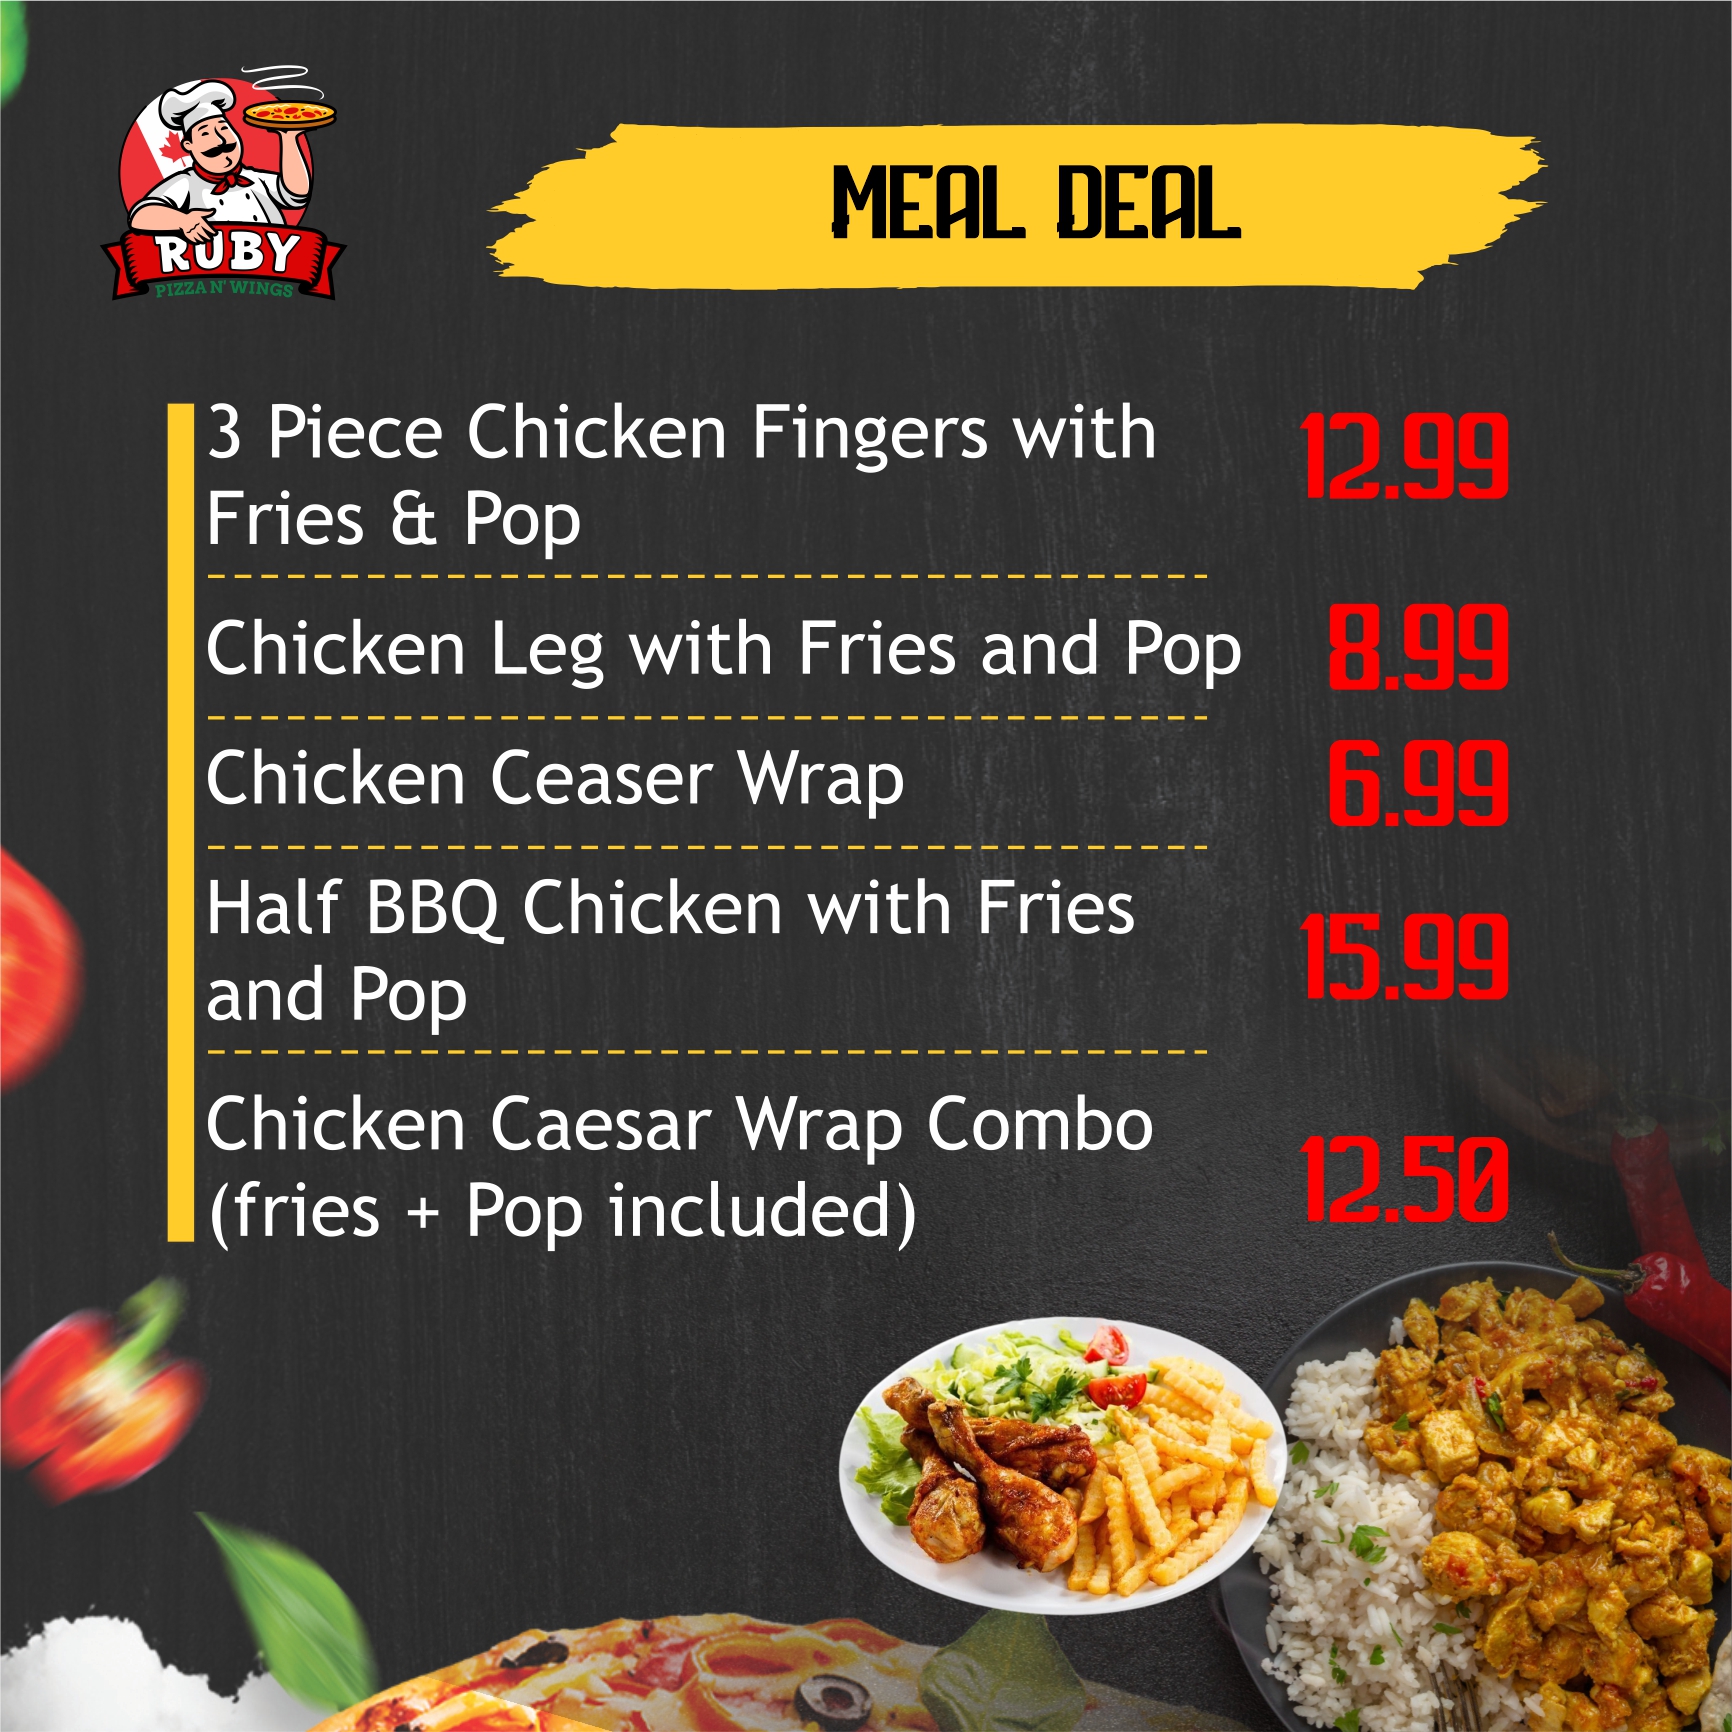 RUBY
PIZZA N' WINGS
MEAL DEAL
3 Piece Chicken Fingers with
Fries & Pop
12.99
Chicken Leg with Fries and Pop
8.99
Chicken Ceaser Wrap
6.99
Half BBQ Chicken with Fries
and Pop
15.99
Chicken Caesar Wrap Combo
(fries + Pop included)
12.50